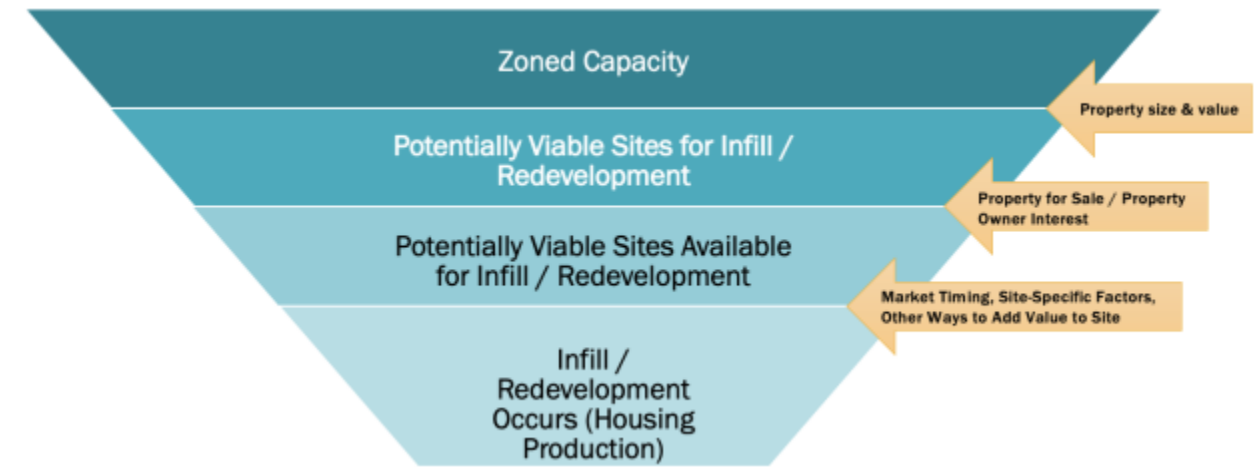 Zoned Capacity
Property size & value
Potentially Viable Sites for Infill /
Redevelopment
Property for Sale / Property
Owner Interest
Potentially Viable Sites Available
for Infill / Redevelopment
Market Timing, Site-Specific Factors,
Other Ways to Add Value to Site
Infill /
Redevelopment
Occurs (Housing
Production)